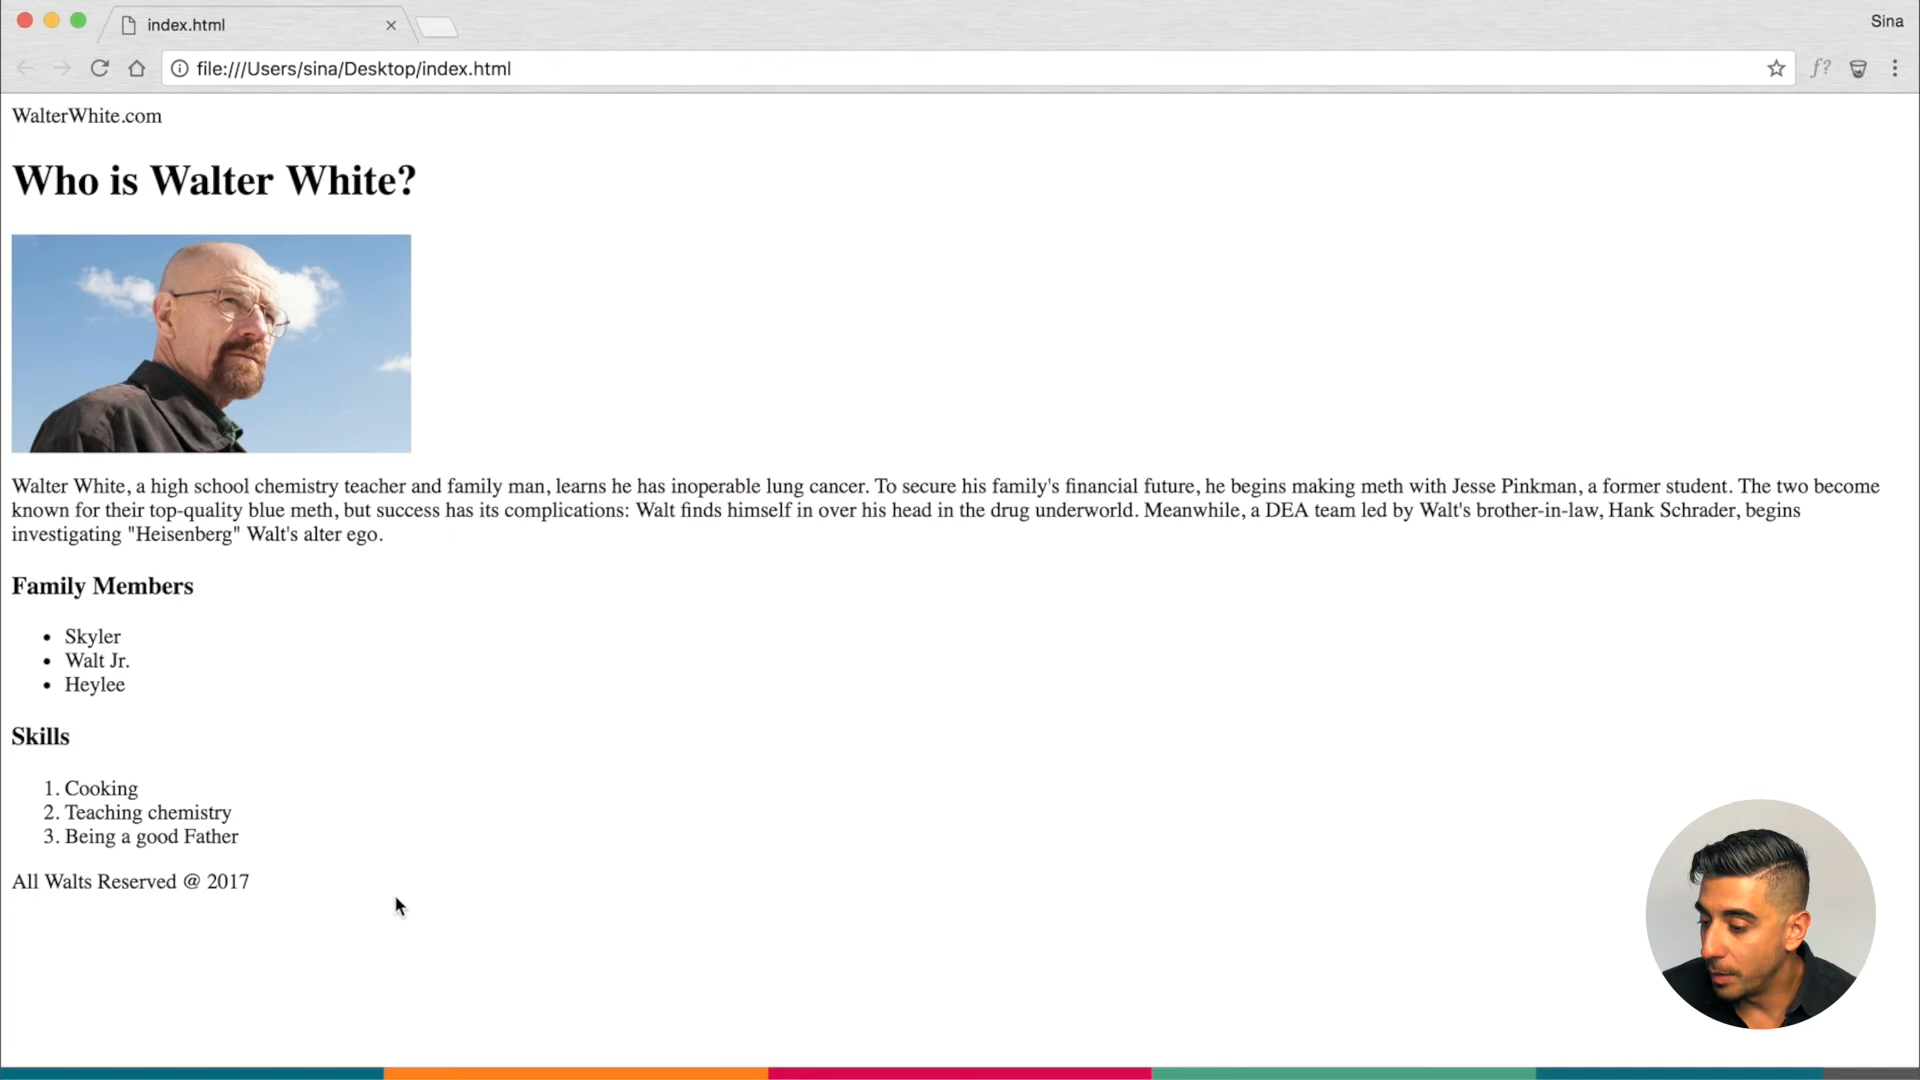 index.html
Sina
file:///Users/sina/Desktop/index.html
f?
WalterWhite.com
Who is Walter White?
Walter White, a high school chemistry teacher and family man, learns he has inoperable lung cancer. To secure his family's financial future, he begins making meth with Jesse Pinkman, a former student. The two become
known for their top-quality blue meth, but success has its complications: Walt finds himself in over his head in the drug underworld. Meanwhile, a DEA team led by Walt's brother-in-law, Hank Schrader, begins
investigating "Heisenberg" Walt's alter ego.
Family Members
• Skyler
• Walt Jr.
• Heylee
Skills
1. Cooking
2. Teaching chemistry
3. Being a good Father
All Walts Reserved @ 2017